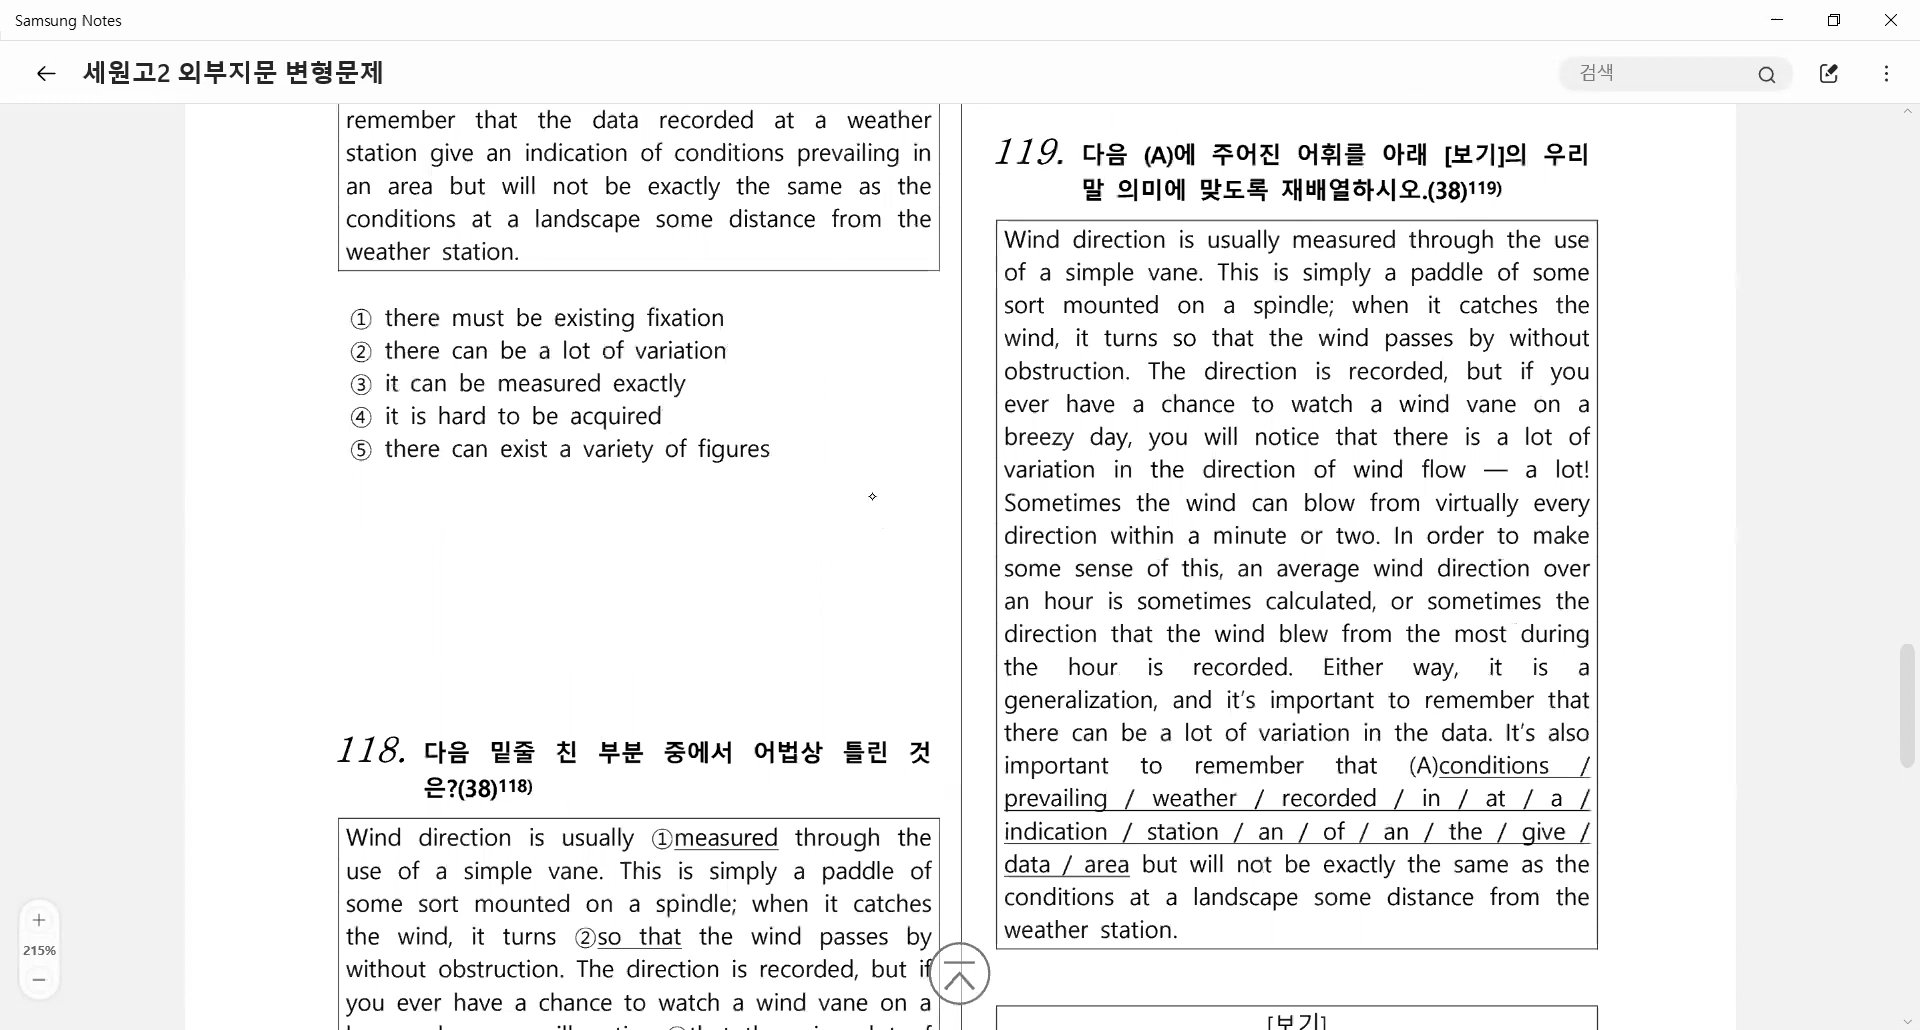 Samsung Notes
세원고2 외부지문 변형문제
검색
remember that the data recorded at a weather
station give an indication of conditions prevailing in
an area but will not be exactly the same as the
conditions at a landscape some distance from the
weather station.
① there must be existing fixation
② there can be a lot of variation
③ it can be measured exactly
④ it is hard to be acquired
⑤ there can exist a variety of figures
118. 다음 밑줄 친 부분 중에서 어법상 틀린 것
은?(38)118)
Wind direction is usually ①measured through the
use of a simple vane. This is simply a paddle of
some sort mounted on a spindle; when it catches
the wind, it turns ②so that the wind passes by
without obstruction. The direction is recorded, but if
you ever have a chance to watch a wind vane on a
119. 다음 (A)에 주어진 어휘를 아래 [보기]의 우리
말 의미에 맞도록 재배열하시오.(38)119)
Wind direction is usually measured through the use
of a simple vane. This is simply a paddle of some
sort mounted on a spindle; when it catches the
wind, it turns so that the wind passes by without
obstruction. The direction is recorded, but if you
ever have a chance to watch a wind vane on a
breezy day, you will notice that there is a lot of
variation in the direction of wind flow — a lot!
Sometimes the wind can blow from virtually every
direction within a minute or two. In order to make
some sense of this, an average wind direction over
an hour is sometimes calculated, or sometimes the
direction that the wind blew from the most during
the hour is recorded. Either way, it is a
generalization, and it's important to remember that
there can be a lot of variation in the data. It's also
important to remember that (A)conditions /
prevailing / weather / recorded / in / at / a /
indication / station / an / of / an / the / give /
data / area but will not be exactly the same as the
conditions at a landscape some distance from the
weather station.
[보기]
215%